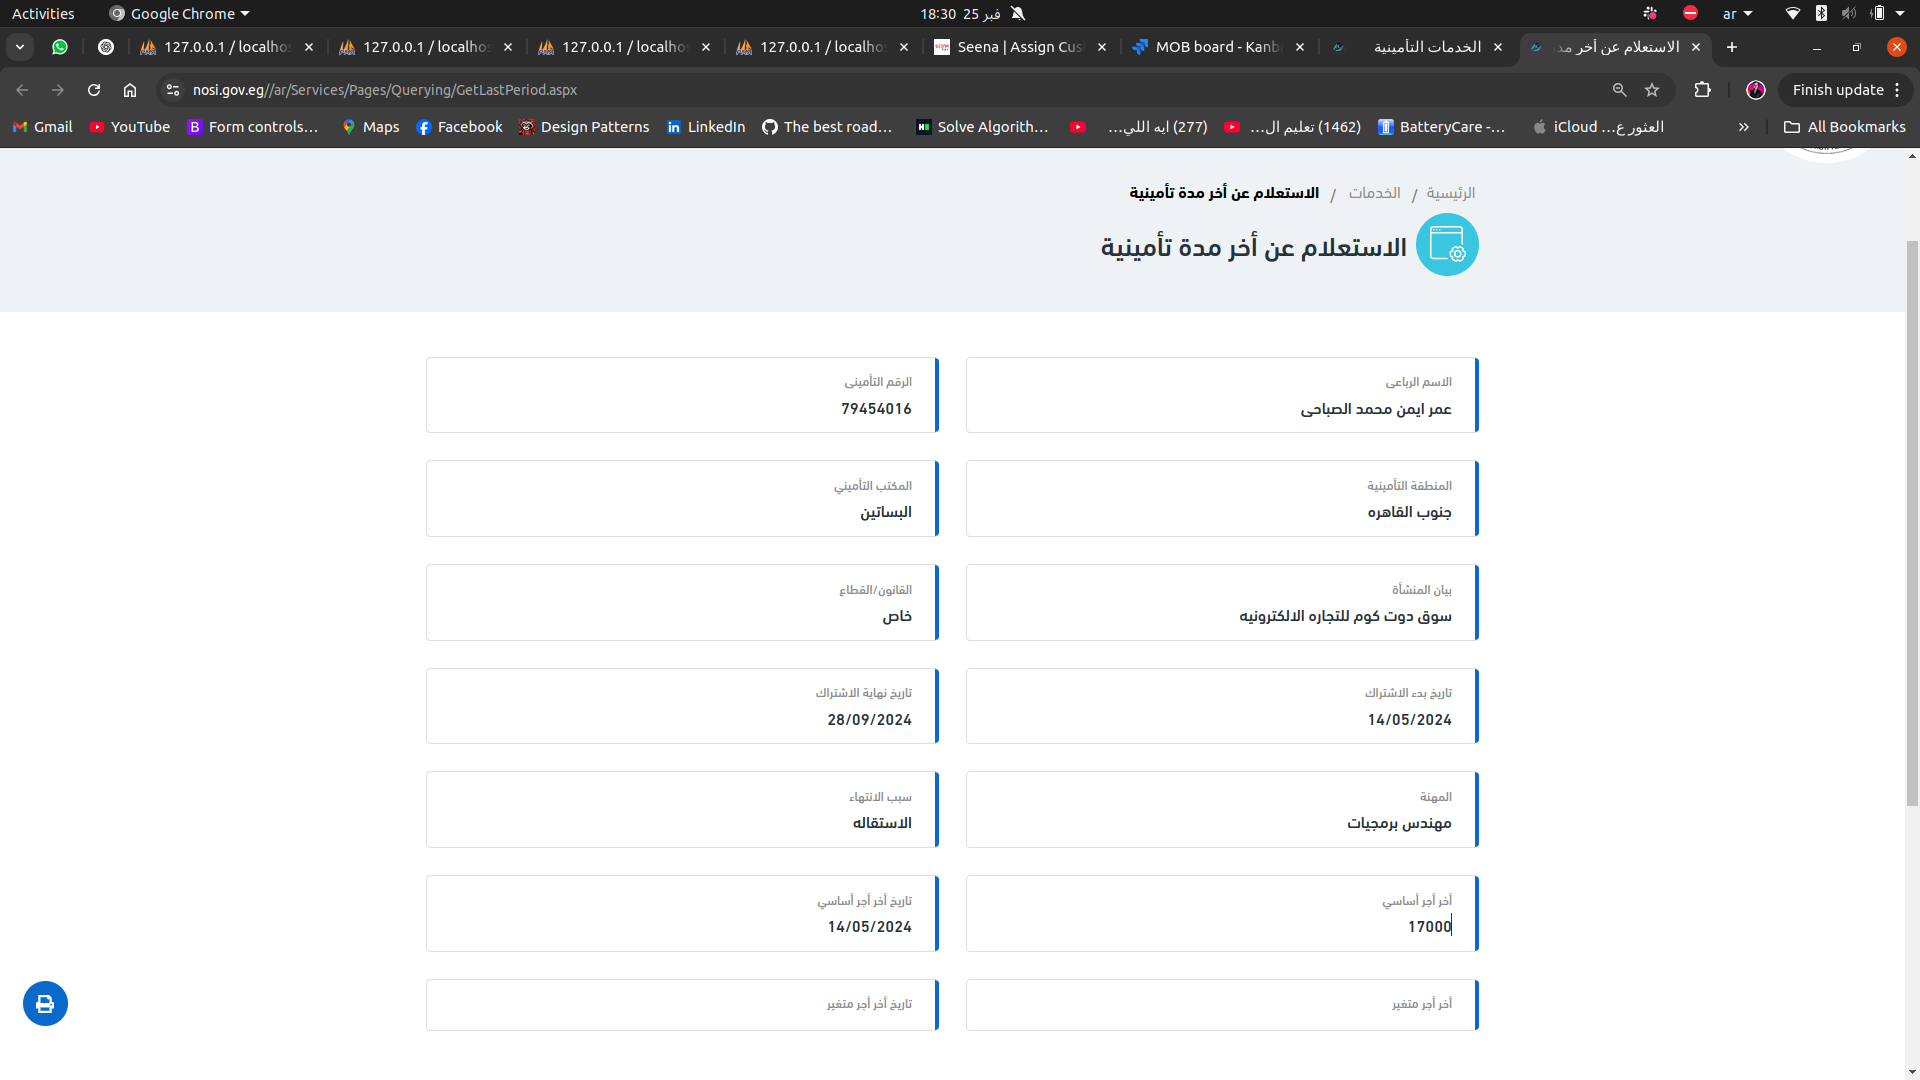 Activities
Google Chrome
18:30 25 فبر
ar
127.0.0.1 / localhos
127.0.0.1 / localhos
127.0.0.1 / localho
127.0.0.1 / localho
Seena | Assign Cus
MOB board - Kanb
الخدمات التأمينية
الاستعلام عن أخر مد
nosi.gov.eg//ar/Services/Pages/Querying/GetLastPeriod.aspx
Finish update
Gmail
YouTube
Form controls...
Maps
Facebook
Design Patterns
LinkedIn
The best road...
Solve Algorith...
(277) ايه اللي...
(1462) تعليم ال...
BatteryCare -...
العثور ع... iCloud
All Bookmarks
الرئيسية / الخدمات / الاستعلام عن أخر مدة تأمينية
الاستعلام عن أخر مدة تأمينية
الاسم الرباعى
عمر ايمن محمد الصباحى
الرقم التأمينى
79454016
المنطقة التأمينية
جنوب القاهره
المكتب التأميني
البساتين
بيان المنشأة
سوق دوت كوم للتجاره الالكترونيه
القانون/القطاع
خاص
تاريخ بدء الاشتراك
14/05/2024
تاريخ نهاية الاشتراك
28/09/2024
المهنة
مهندس برمجيات
سبب الانتهاء
الاستقاله
أخر أجر أساسي
17000
تاريخ أخر أجر أساسي
14/05/2024
أخر أجر متغير
تاريخ أخر أجر متغير